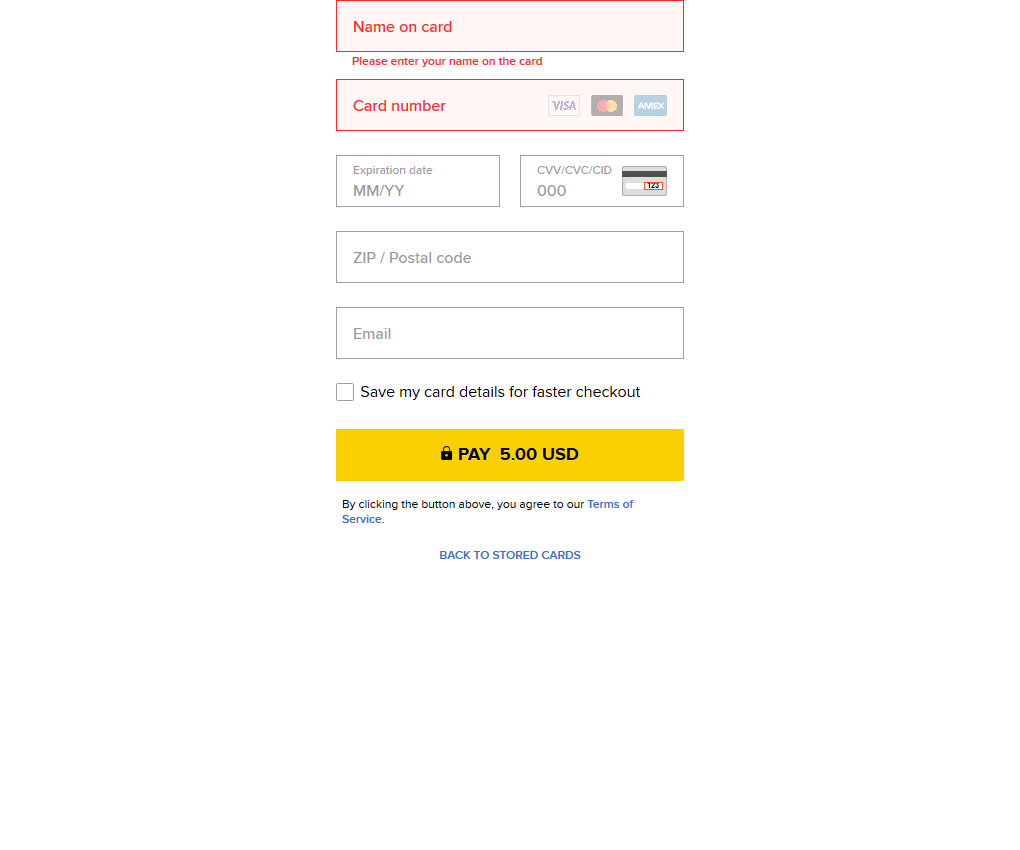 Name on card
Please enter your name on the card
Card number VISA AMEX
Expiration date CVV/CVC/CID
MM/YY 000 123
ZIP / Postal code
Email
Save my card details for faster checkout
PAY 5.00 USD
By clicking the button above, you agree to our Terms of
Service.
BACK TO STORED CARDS